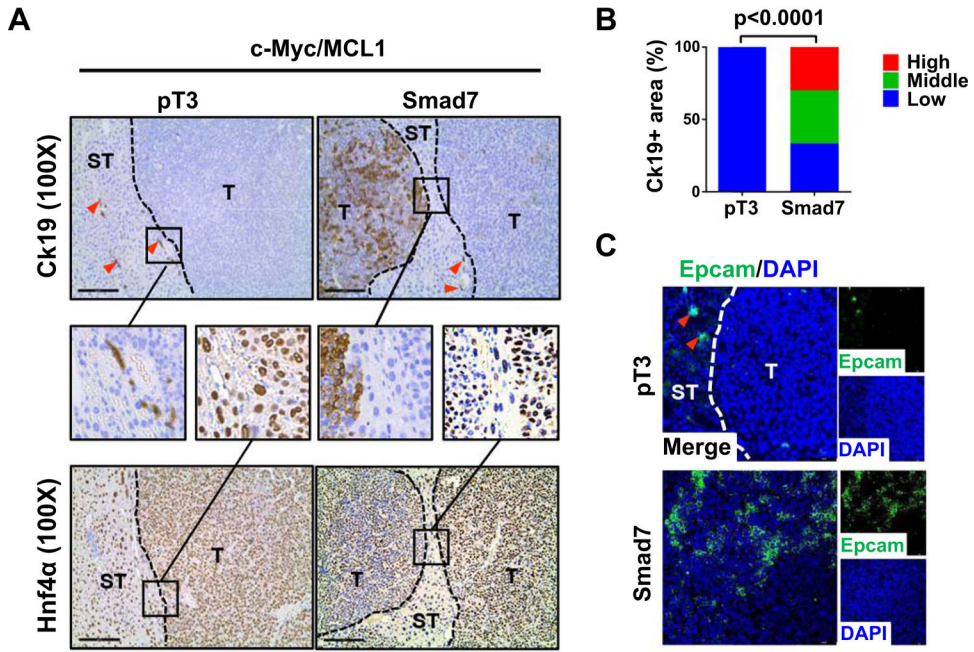 A
c-Myc/MCL1
pT3
Smad7
Ck19 (100X)
ST
T
T
ST
T
Hnf4α (100X)
ST
T
T
ST
T
B
p<0.0001
Ck19+ area (%)
100
50
0
pT3
Smad7
High
Middle
Low
C
Epcam/DAPI
pT3
ST
T
Merge
Epcam
DAPI
Smad7
Epcam
DAPI